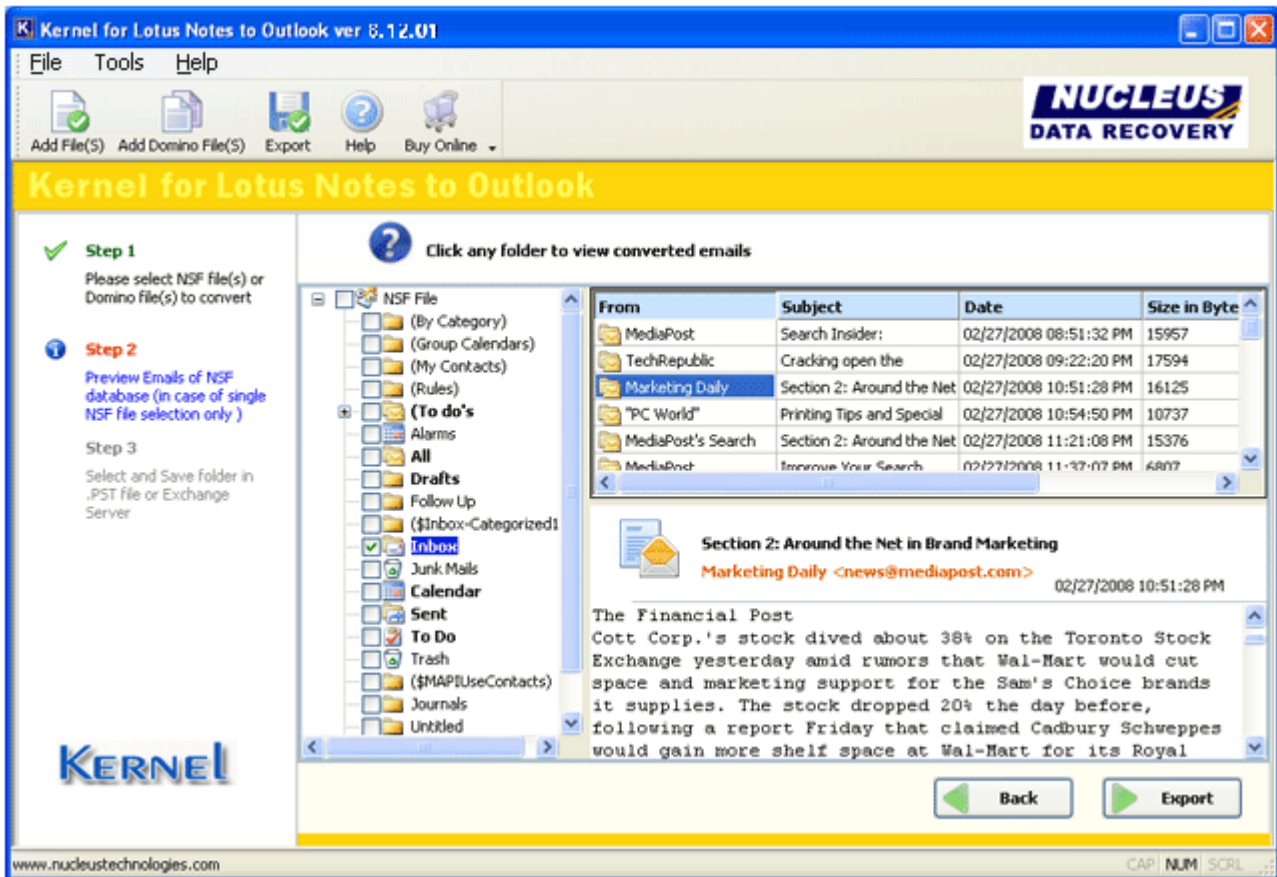 Kernel for Lotus Notes to Outlook ver 8.12.01
File Tools Help
Add File(S) Add Domino File(S) Export Help Buy Online
NUCLEUS
DATA RECOVERY
Kernel for Lotus Notes to Outlook
Step 1
Please select NSF file(s) or
Domino file(s) to convert
Step 2
Preview Emails of NSF
database (in case of single
NSF file selection only )
Step 3
Select and Save folder in
.PST file or Exchange
Server
KERNEL
Click any folder to view converted emails
NSF File
(By Category)
(Group Calendars)
(My Contacts)
(Rules)
(To do's
Alarms
All
Drafts
Follow Up
($Inbox-Categorized1
Inbox
Junk Mails
Calendar
Sent
To Do
Trash
($MAPIUseContacts)
Journals
Untitled
From Subject Date Size in Byte
MediaPost Search Insider: 02/27/2008 08:51:32 PM 15957
TechRepublic Cracking open the 02/27/2008 09:22:20 PM 17594
Marketing Daily Section 2: Around the Net 02/27/2008 10:51:28 PM 16125
"PC World" Printing Tips and Special 02/27/2008 10:54:50 PM 10737
MediaPost's Search Section 2: Around the Net 02/27/2008 11:21:08 PM 15376
MediaPost Improve Your Search 02/27/2008 11:37:07 PM 6807
Section 2: Around the Net in Brand Marketing
Marketing Daily <news@mediapost.com>
02/27/2008 10:51:28 PM
The Financial Post
Cott Corp.'s stock dived about 38% on the Toronto Stock
Exchange yesterday amid rumors that Wal-Mart would cut
space and marketing support for the Sam's Choice brands
it supplies. The stock dropped 20% the day before,
following a report Friday that claimed Cadbury Schweppes
would gain more shelf space at Wal-Mart for its Royal
Back Export
www.nucleustechnologies.com
CAP NUM SCRL